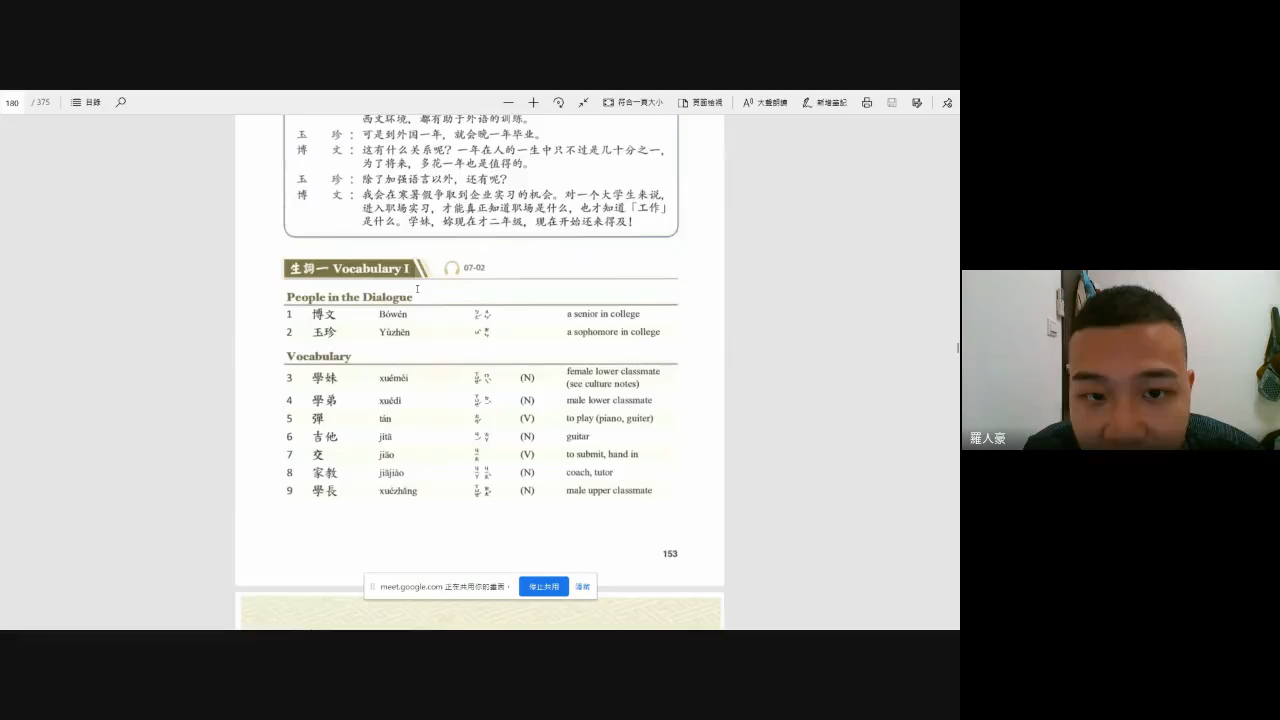 180 / 375 目錄 符合一頁大小 頁面檢視 大聲朗讀 新增筆記
西文环境，都有助于外语的训练。
玉 珍：可是到外国一年，就会晚一年毕业。
博 文：这有什么关系呢？一年在人的一生中只不过是几十分之一，
为了将来，多花一年也是值得的。
玉 珍：除了加强语言以外，还有呢？
博 文：我会在寒暑假争取到企业实习的机会。对一个大学生来说，
进入职场实习，才能真正知道职场是什么，也才知道「工作」
是什么。学妹，妳现在才二年级，现在开始还来得及！
生詞一 Vocabulary I 07-02
People in the Dialogue
1 博文 Bówén a senior in college
2 玉珍 Yùzhēn a sophomore in college
Vocabulary
3 學妹 xuémèi (N) female lower classmate
(see culture notes)
4 學弟 xuédì (N) male lower classmate
5 彈 tán (V) to play (piano, guiter)
6 吉他 jítā (N) guitar
7 交 jiāo (V) to submit, hand in
8 家教 jiājiào (N) coach, tutor
9 學長 xuézhǎng (N) male upper classmate
153
meet.google.com 正在共用你的畫面。 停止共用 隱藏
羅人豪